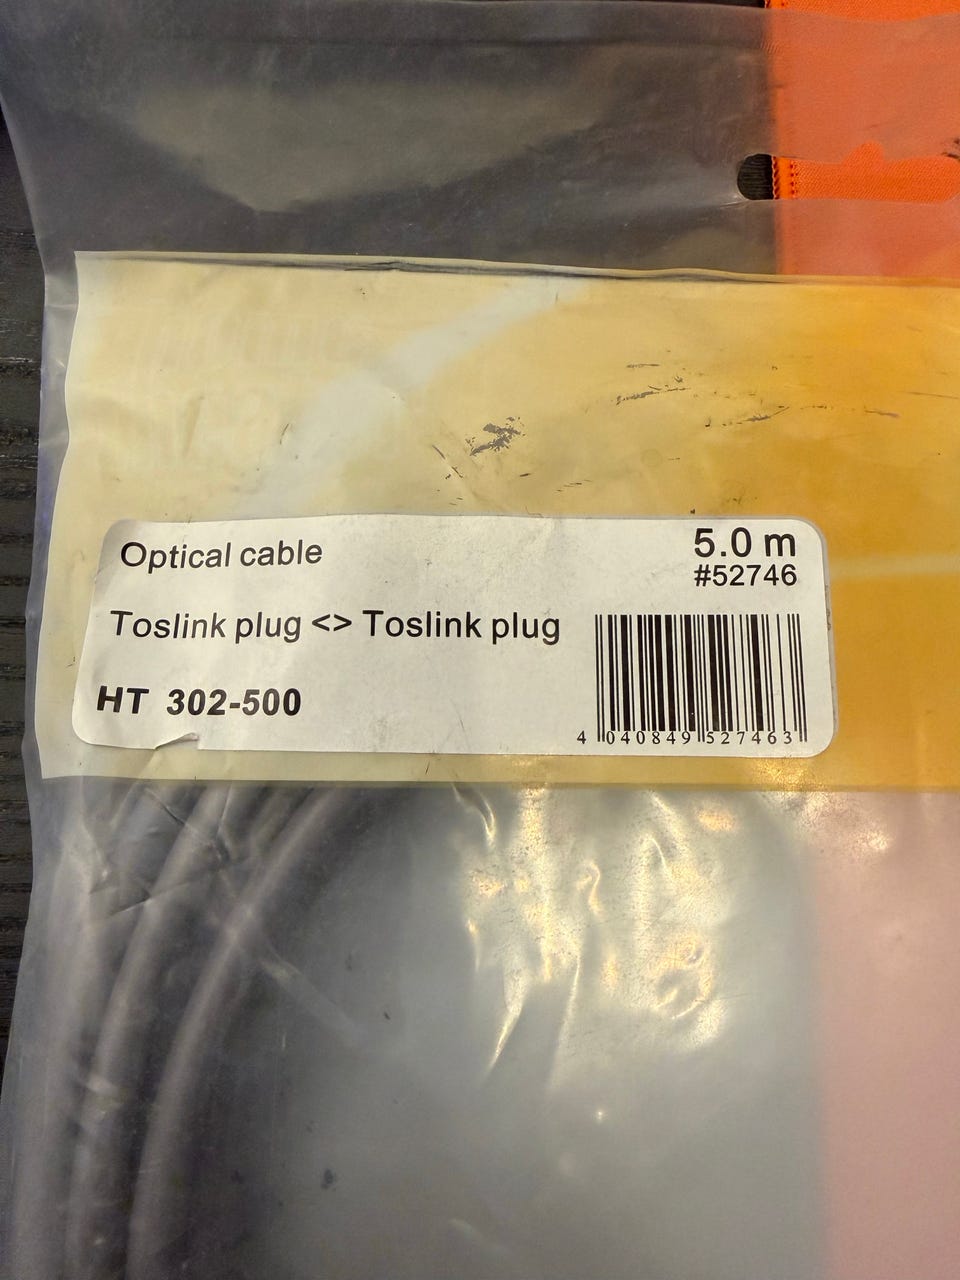 Optical cable
5.0 m
#52746
Toslink plug <> Toslink plug
HT 302-500
4 040849 527463